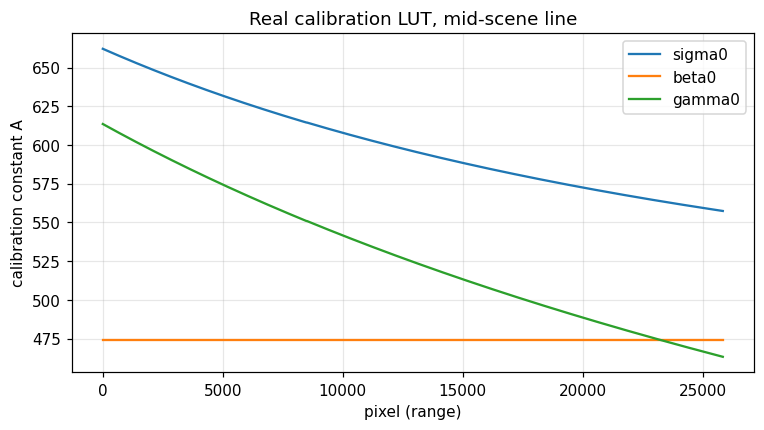 Real calibration LUT, mid-scene line
sigma0
beta0
gamma0
calibration constant A
650
625
600
575
550
525
500
475
0 5000 10000 15000 20000 25000
pixel (range)